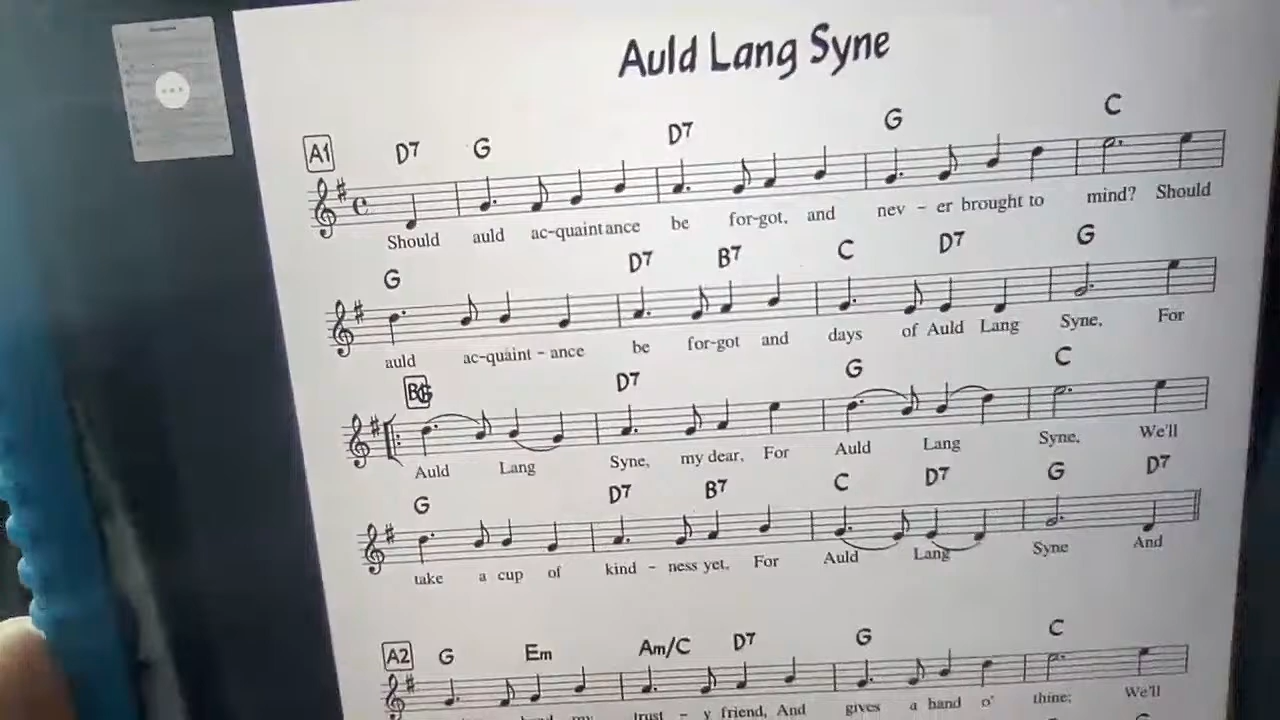 Auld Lang Syne
A1 D7 G D7 G C
Should auld ac-quaintance be for-got, and nev - er brought to mind? Should
G D7 B7 C D7 G
auld ac-quaint - ance be for-got and days of Auld Lang Syne, For
D7 G C
Auld Lang Syne, my dear, For Auld Lang Syne, We'll
G D7 B7 C D7 G D7
take a cup of kind - ness yet, For Auld Lang Syne And
A2 G Em Am/C D7 G C
trust - y friend, And gives a hand o' thine; We'll